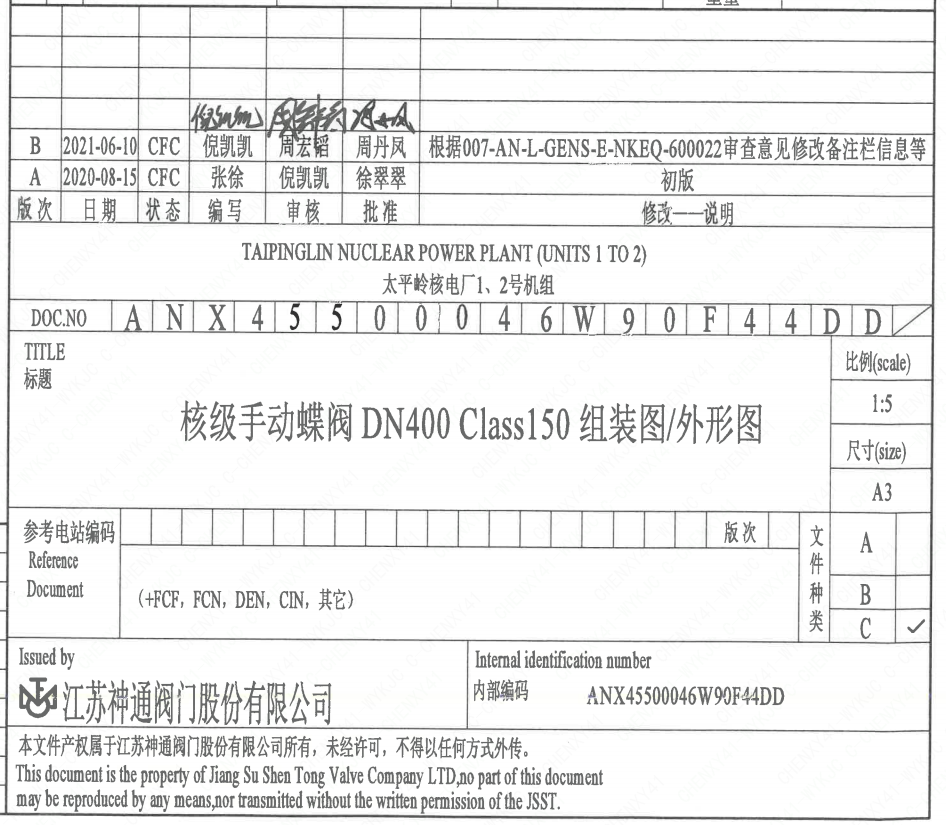 B 2021-06-10 CFC 倪凯凯 周宏韬 周丹凤 根据007-AN-L-GENS-E-NKEQ-600022审查意见修改备注栏信息等
A 2020-08-15 CFC 张徐 倪凯凯 徐翠翠 初版
版次 日期 状态 编写 审核 批准 修改——说明
TAIPINGLIN NUCLEAR POWER PLANT (UNITS 1 TO 2)
太平岭核电厂1、2号机组
DOC.NO A N X 4 5 5 0 0 0 4 6 W 9 0 F 4 4 D D
TITLE
标题
核级手动蝶阀 DN400 Class150 组装图/外形图
比例(scale)
1:5
尺寸(size)
A3
参考电站编码
Reference
Document
版次
(+FCF, FCN, DEN, CIN, 其它)
文件种类
A
B
C ✓
Issued by
江苏神通阀门股份有限公司
Internal identification number
内部编码 ANX45500046W90F44DD
本文件产权属于江苏神通阀门股份有限公司所有，未经许可，不得以任何方式外传。
This document is the property of Jiang Su Shen Tong Valve Company LTD,no part of this document
may be reproduced by any means,nor transmitted without the written permission of the JSST.